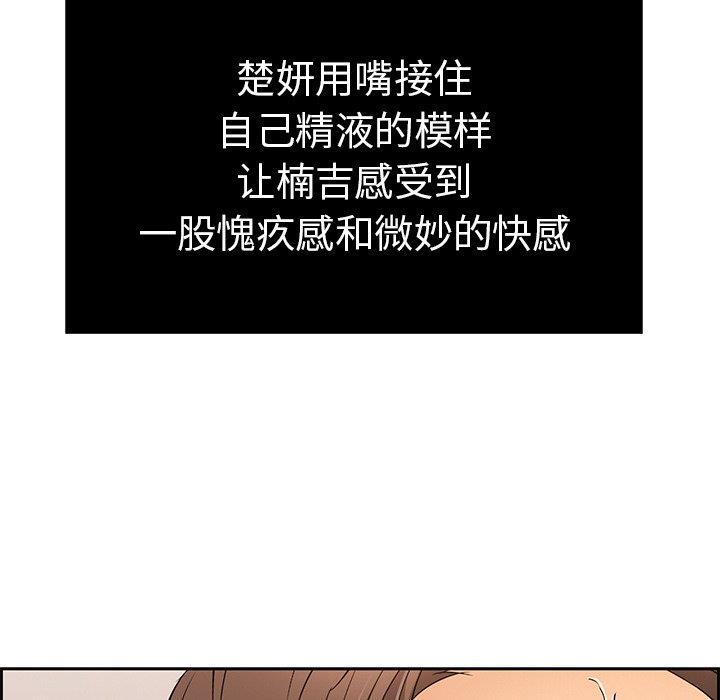 楚妍用嘴接住
自己精液的模样
让楠吉感受到
一股愧疚感和微妙的快感